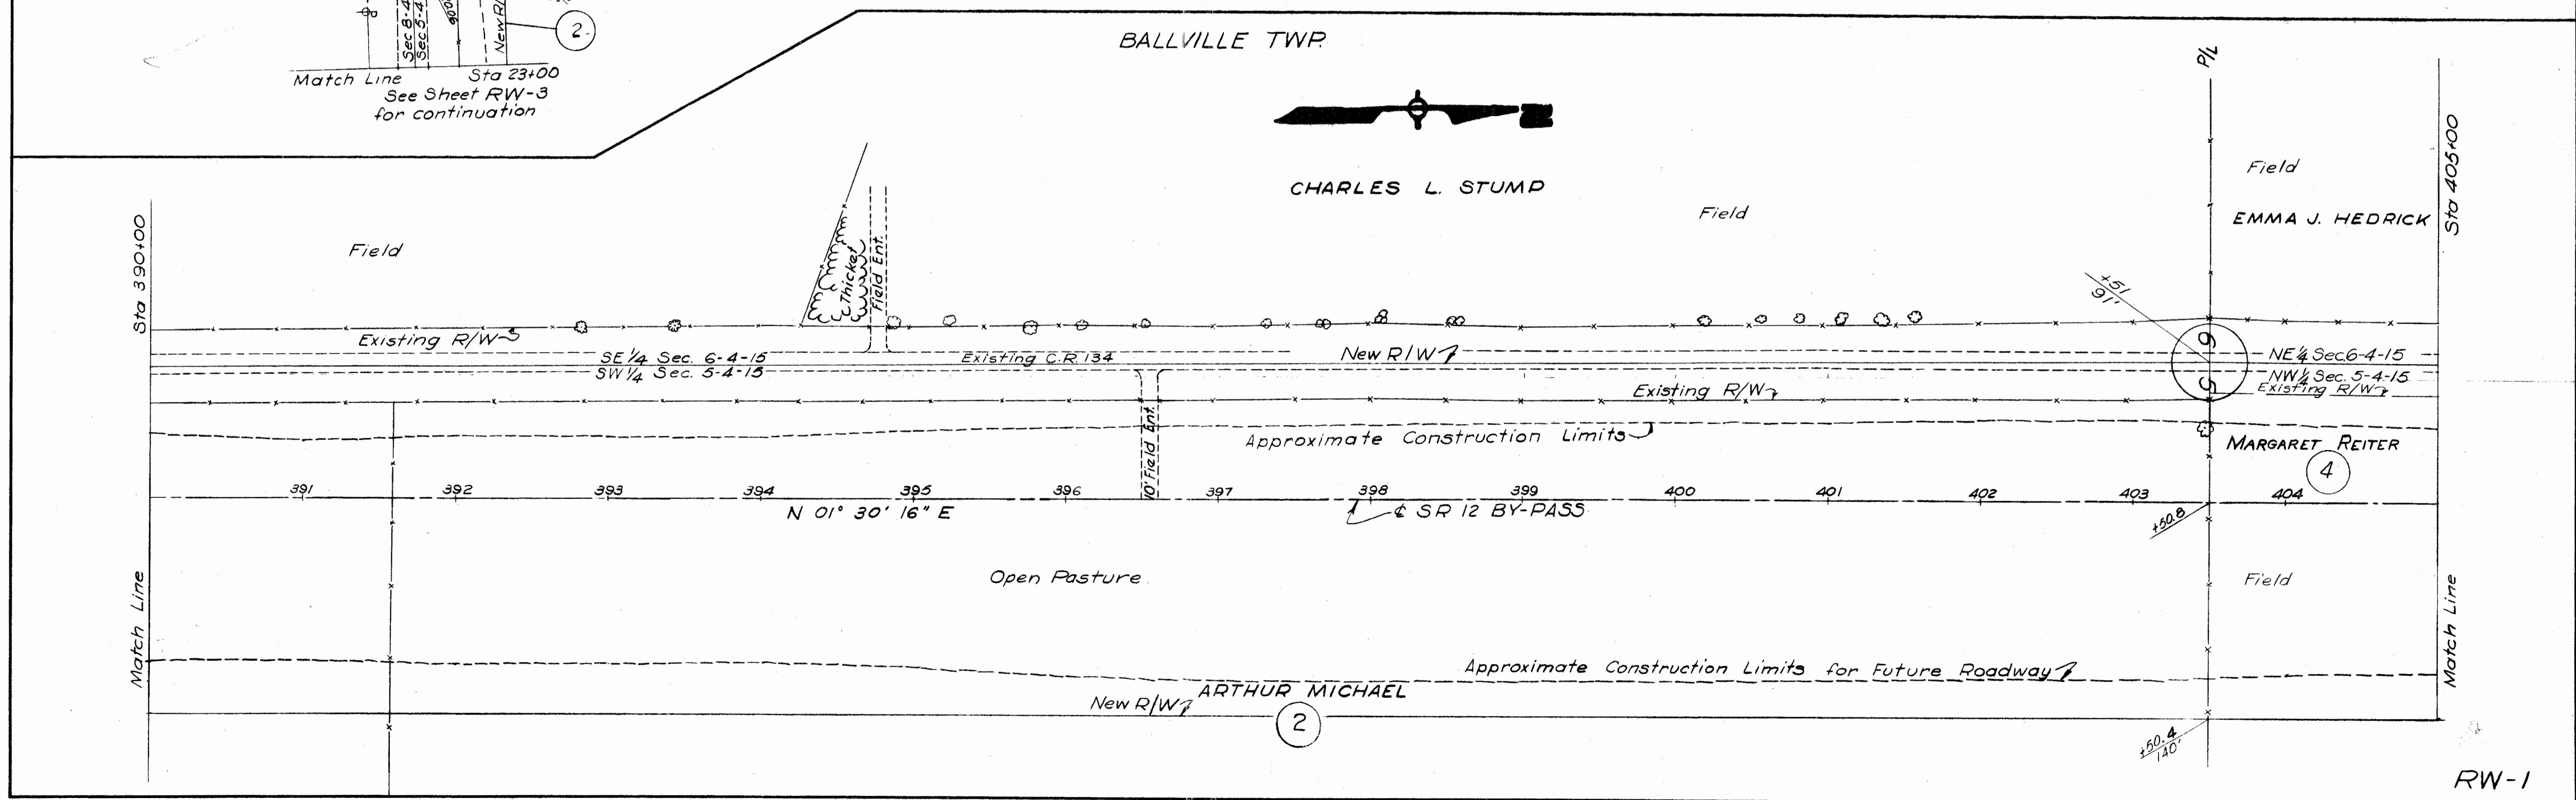 Sec 8-4
Sec 5-4
New R/
2
Match Line Sta 23+00
See Sheet RW-3
for continuation
BALLVILLE TWP.
P/L
CHARLES L. STUMP
Field
Field
Field
EMMA J. HEDRICK
Sta 390+00
Sta 405+00
Thicket
Field Ent.
+51
91'
Existing R/W
SE 1/4 Sec. 6-4-15
SW 1/4 Sec. 5-4-15
Existing C.R. 134
New R/W
6
5
NE 1/4 Sec. 6-4-15
NW 1/4 Sec. 5-4-15
Existing R/W
Existing R/W
10' Field Ent.
Approximate Construction Limits
MARGARET REITER
4
391 392 393 394 395 396 397 398 399 400 401 402 403 404
N 01° 30' 16" E
℄ SR 12 BY-PASS
+50.8
Open Pasture
Field
Match Line
Match Line
Approximate Construction Limits for Future Roadway
New R/W
ARTHUR MICHAEL
2
+50.4
140'
RW-1